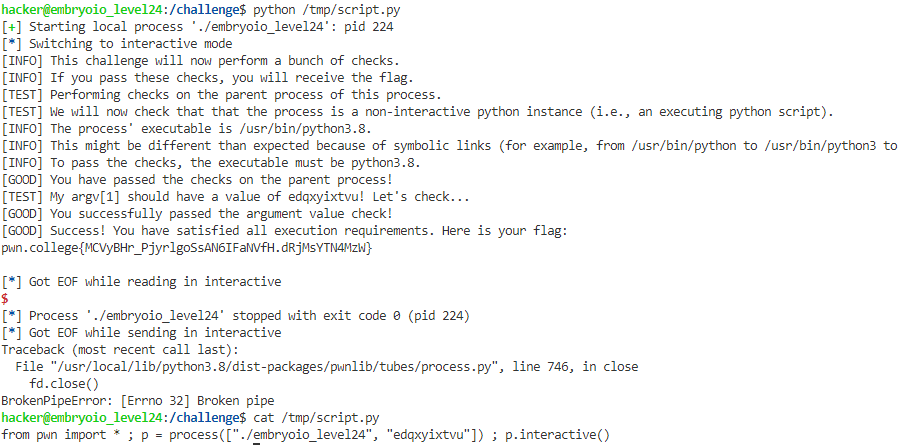 hacker@embryoio_level24:/challenge$ python /tmp/script.py
[+] Starting local process './embryoio_level24': pid 224
[*] Switching to interactive mode
[INFO] This challenge will now perform a bunch of checks.
[INFO] If you pass these checks, you will receive the flag.
[TEST] Performing checks on the parent process of this process.
[TEST] We will now check that that the process is a non-interactive python instance (i.e., an executing python script).
[INFO] The process' executable is /usr/bin/python3.8.
[INFO] This might be different than expected because of symbolic links (for example, from /usr/bin/python to /usr/bin/python3 to
[INFO] To pass the checks, the executable must be python3.8.
[GOOD] You have passed the checks on the parent process!
[TEST] My argv[1] should have a value of edqxyixtvu! Let's check...
[GOOD] You successfully passed the argument value check!
[GOOD] Success! You have satisfied all execution requirements. Here is your flag:
pwn.college{MCVyBHr_PjyrlgoSsAN6IFaNVfH.dRjMsYTN4MzW}
[*] Got EOF while reading in interactive
$
[*] Process './embryoio_level24' stopped with exit code 0 (pid 224)
[*] Got EOF while sending in interactive
Traceback (most recent call last):
  File "/usr/local/lib/python3.8/dist-packages/pwnlib/tubes/process.py", line 746, in close
    fd.close()
BrokenPipeError: [Errno 32] Broken pipe
hacker@embryoio_level24:/challenge$ cat /tmp/script.py
from pwn import * ; p = process(["./embryoio_level24", "edqxyixtvu"]) ; p.interactive()